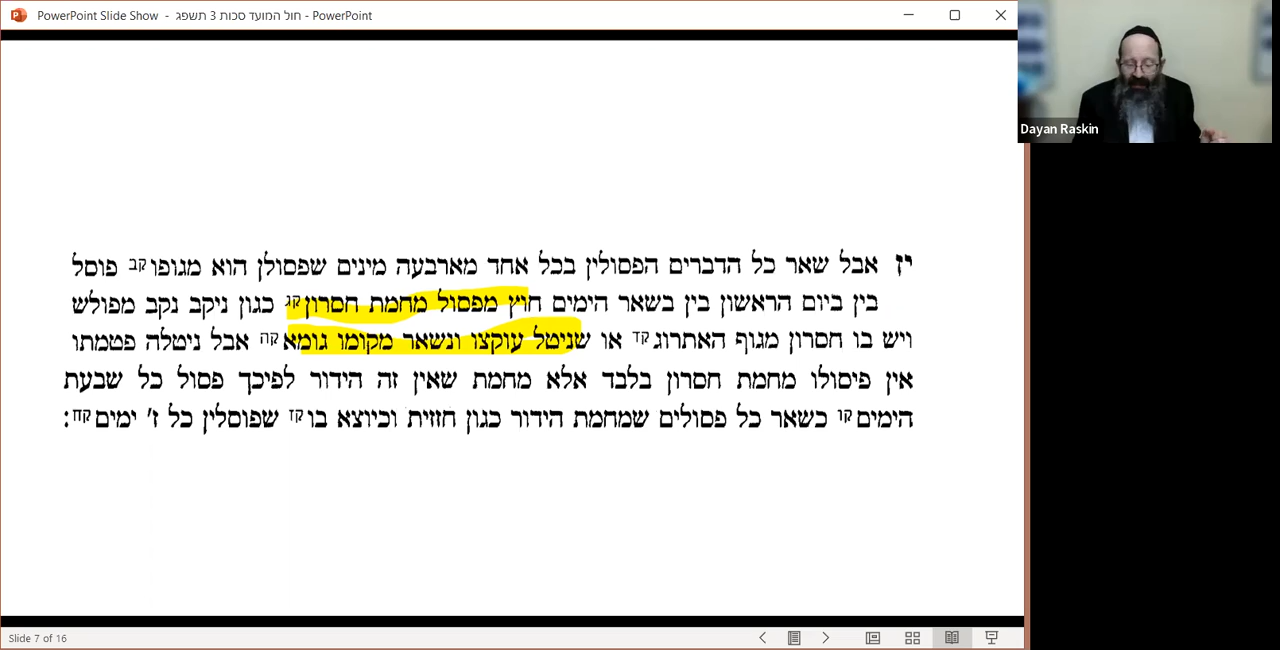 PowerPoint Slide Show - חול המועד סכות 3 תשפג - PowerPoint
Dayan Raskin
יז אבל שאר כל הדברים הפסולין בכל אחד מארבעה מינים שפסולן הוא מגופו קב פוסל
בין ביום הראשון בין בשאר הימים חוץ מפסול מחמת חסרון קג כגון ניקב נקב מפולש
ויש בו חסרון מגוף האתרוג קד או שניטל עוקצו ונשאר מקומו גומא קה אבל ניטלה פטמתו
אין פיסולו מחמת חסרון בלבד אלא מחמת שאין זה הידור לפיכך פסול כל שבעת
הימים קו כשאר כל פסולים שמחמת הידור כגון חזזית וכיוצא בו קז שפוסלין כל ז' ימים קח:
Slide 7 of 16